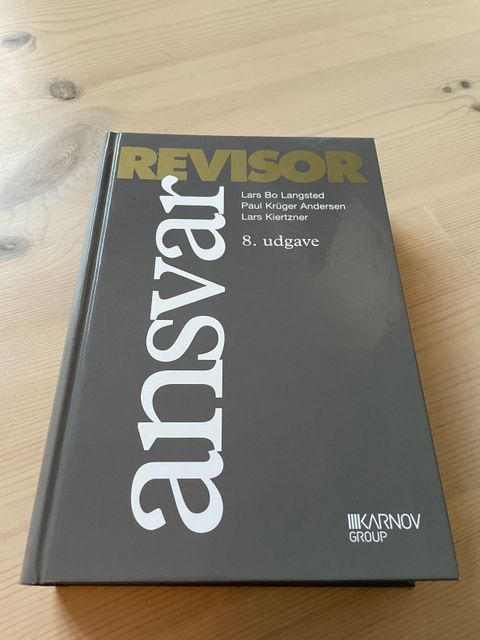 REVISOR
ansvar
Lars Bo Langsted
Paul Krüger Andersen
Lars Kiertzner
8. udgave
KARNOV
GROUP